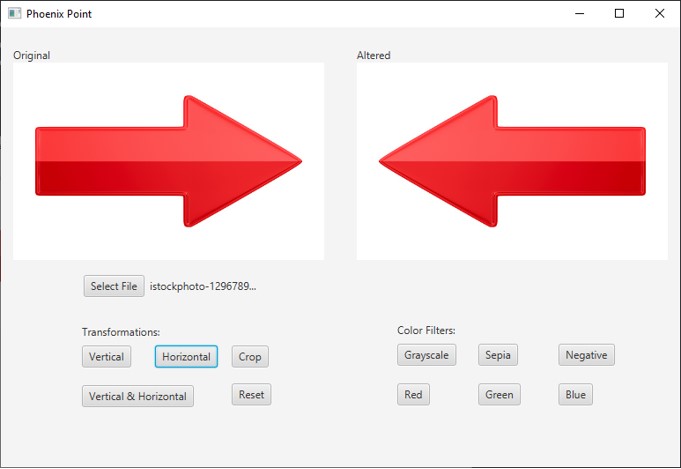 Phoenix Point
Original
Altered
Select File
istockphoto-1296789...
Transformations:
Vertical
Horizontal
Crop
Vertical & Horizontal
Reset
Color Filters:
Grayscale
Sepia
Negative
Red
Green
Blue